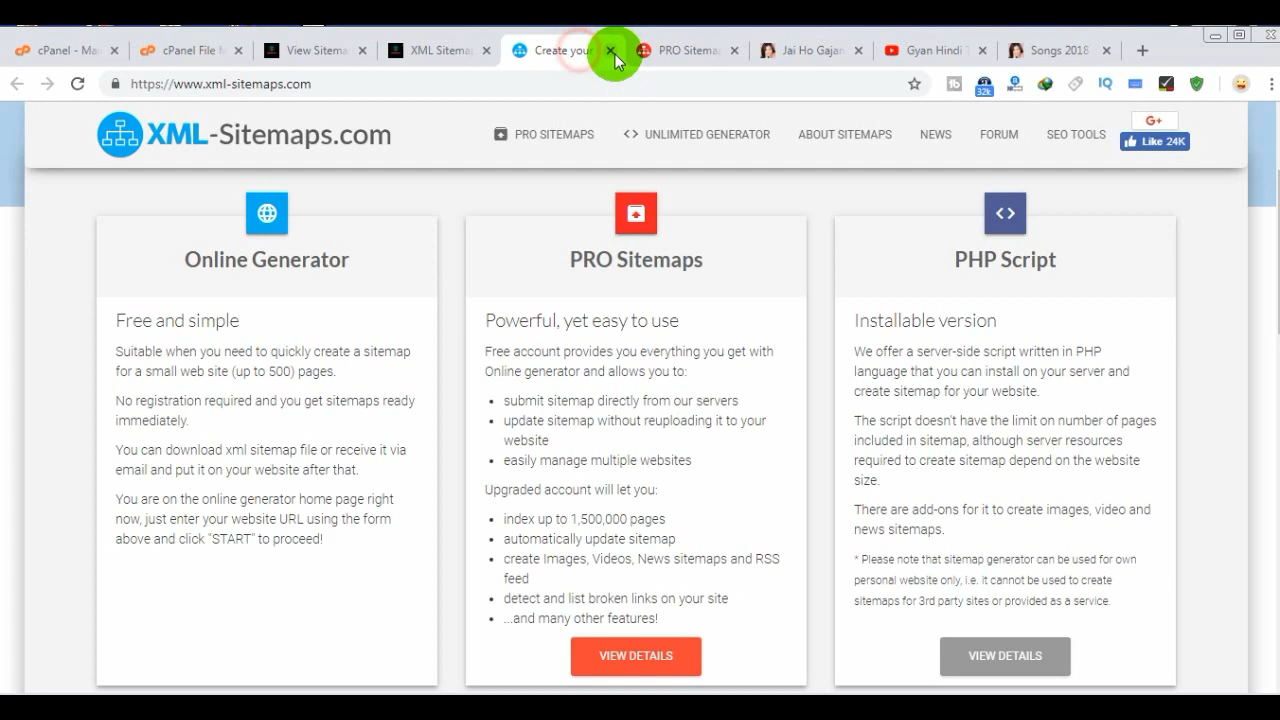 cPanel - Mai
cPanel File M
View Sitema
XML Sitema
Create your
PRO Sitema
Jai Ho Gajan
Gyan Hindi T
Songs 2018
https://www.xml-sitemaps.com
32k
IQ
XML-Sitemaps.com
PRO SITEMAPS
UNLIMITED GENERATOR
ABOUT SITEMAPS
NEWS
FORUM
SEO TOOLS
G+
Like 24K
Online Generator
Free and simple
Suitable when you need to quickly create a sitemap
for a small web site (up to 500) pages.
No registration required and you get sitemaps ready
immediately.
You can download xml sitemap file or receive it via
email and put it on your website after that.
You are on the online generator home page right
now, just enter your website URL using the form
above and click "START" to proceed!
PRO Sitemaps
Powerful, yet easy to use
Free account provides you everything you get with
Online generator and allows you to:
• submit sitemap directly from our servers
• update sitemap without reuploading it to your
website
• easily manage multiple websites
Upgraded account will let you:
• index up to 1,500,000 pages
• automatically update sitemap
• create Images, Videos, News sitemaps and RSS
feed
• detect and list broken links on your site
• ...and many other features!
VIEW DETAILS
PHP Script
Installable version
We offer a server-side script written in PHP
language that you can install on your server and
create sitemap for your website.
The script doesn't have the limit on number of pages
included in sitemap, although server resources
required to create sitemap depend on the website
size.
There are add-ons for it to create images, video and
news sitemaps.
* Please note that sitemap generator can be used for own
personal website only, i.e. it cannot be used to create
sitemaps for 3rd party sites or provided as a service.
VIEW DETAILS